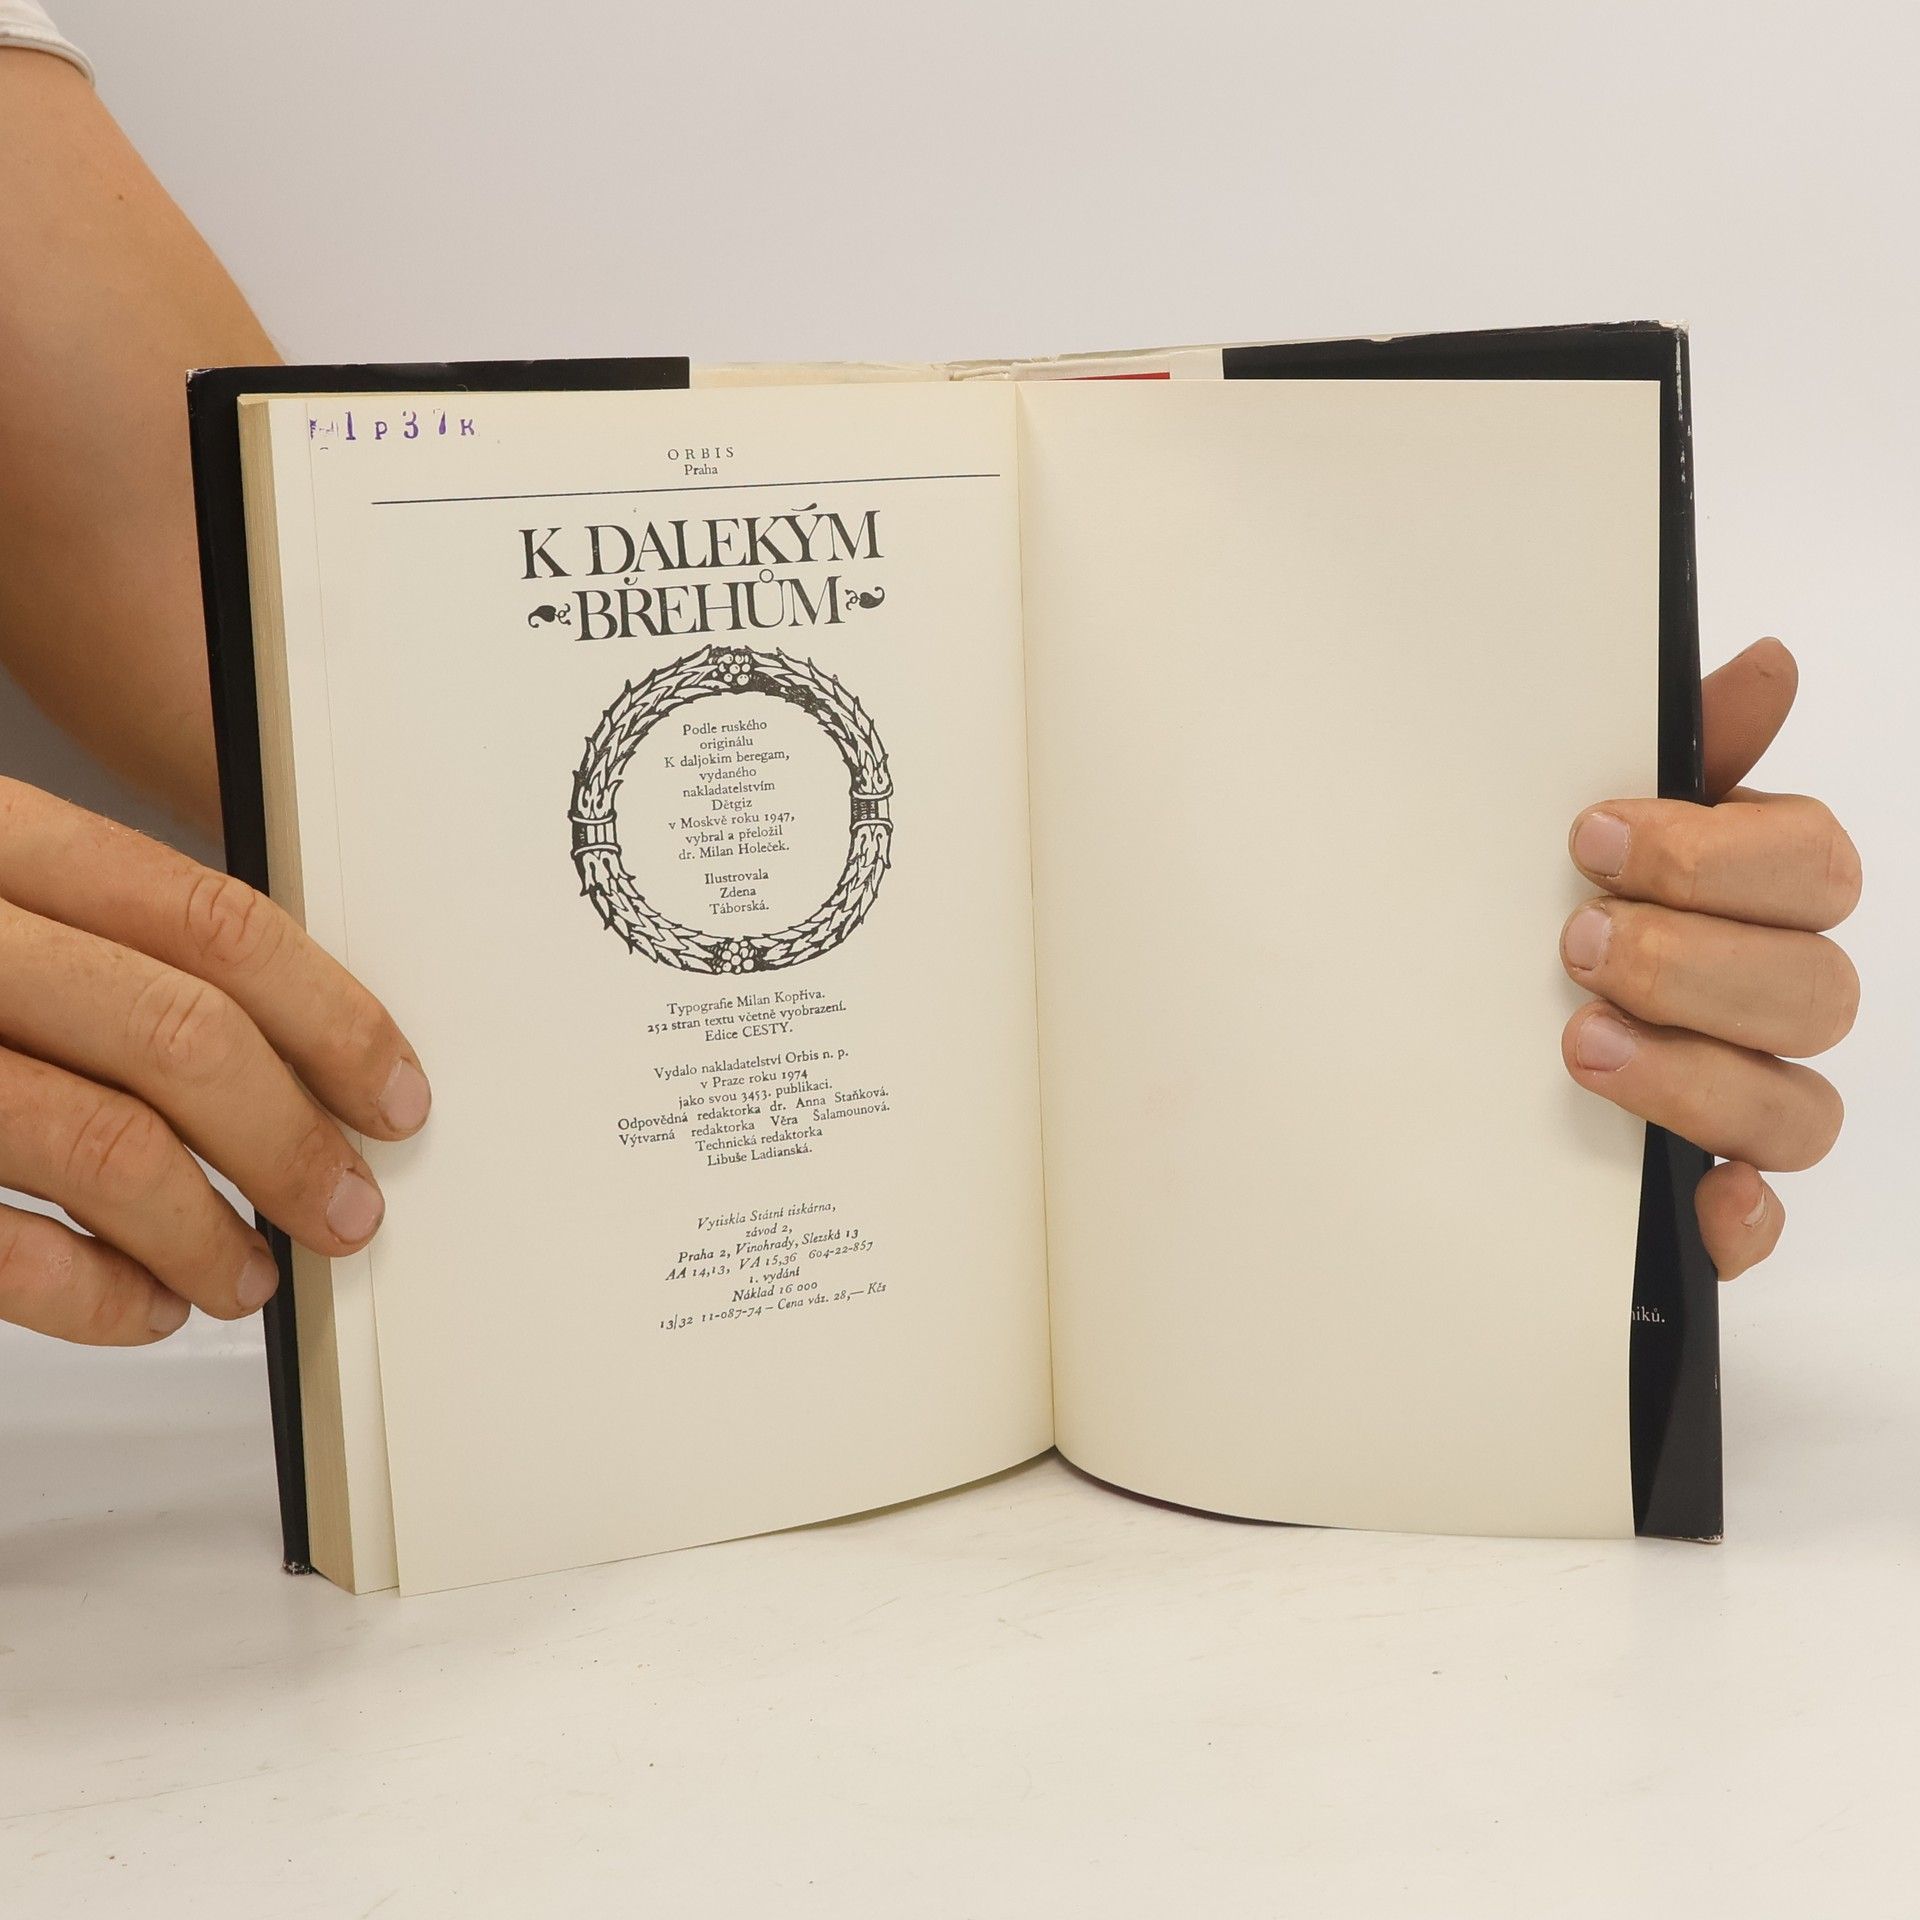 1 P 3 7 K
ORBIS
Praha
K DALEKÝM
BŘEHŮM
Podle ruského
originálu
K daljokim beregam,
vydaného
nakladatelstvím
Dětgiz
v Moskvě roku 1947,
vybral a přeložil
dr. Milan Holeček.
Ilustrovala
Zdena
Táborská.
Typografie Milan Kopřiva.
252 stran textu včetně vyobrazení.
Edice CESTY.
Vydalo nakladatelství Orbis n. p.
v Praze roku 1974
jako svou 3453. publikaci.
Odpovědná redaktorka dr. Anna Staňková.
Výtvarná redaktorka Věra Šalamounová.
Technická redaktorka
Libuše Ladianská.
Vytiskla Státní tiskárna,
závod 2,
Praha 2, Vinohrady, Slezská 13
AA 14,13, VA 15,36 604-22-857
1. vydání
Náklad 16 000
13/32 11-087-74 – Cena váz. 28,— Kčs